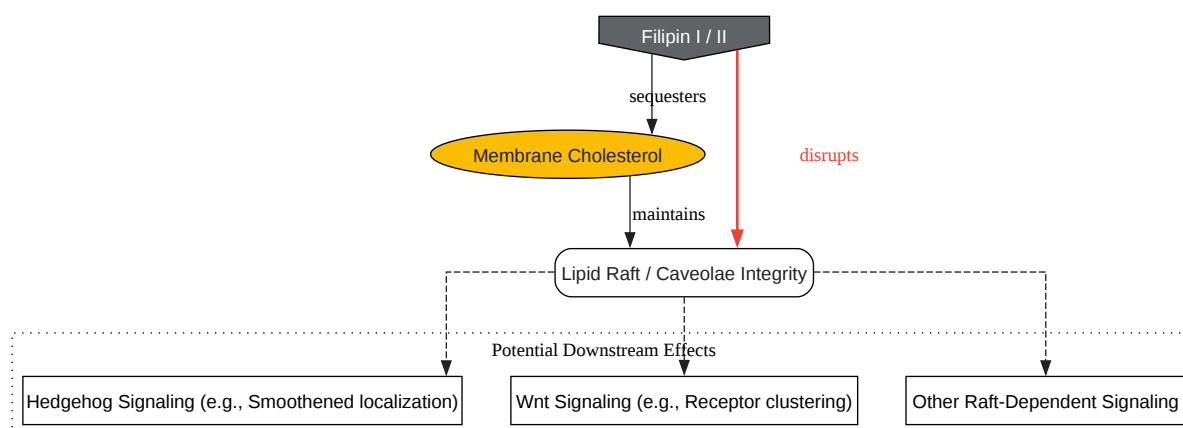 Filipin I / II
sequesters
Membrane Cholesterol
disrupts
maintains
Lipid Raft / Caveolae Integrity
Potential Downstream Effects
Hedgehog Signaling (e.g., Smoothened localization)
Wnt Signaling (e.g., Receptor clustering)
Other Raft-Dependent Signaling